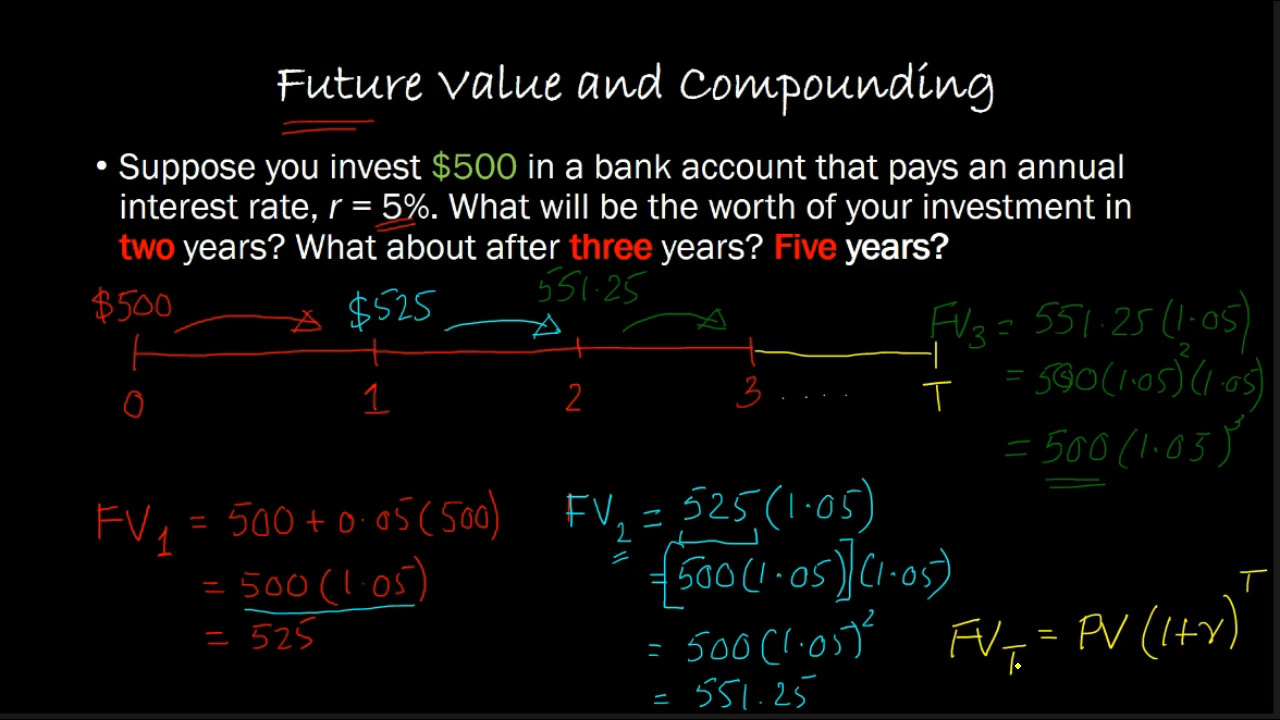 Future Value and Compounding
• Suppose you invest $500 in a bank account that pays an annual
interest rate, r = 5%. What will be the worth of your investment in
two years? What about after three years? Five years?
$500 $525 551.25
0 1 2 3 .... T
FV₃ = 551.25(1.05)
= 500(1.05)²(1.05)
= 500(1.05)³
FV₁ = 500 + 0.05(500)
= 500(1.05)
= 525
FV₂ = 525(1.05)
= [500(1.05)](1.05)
= 500(1.05)²
= 551.25
FV_T = PV(1+r)^T